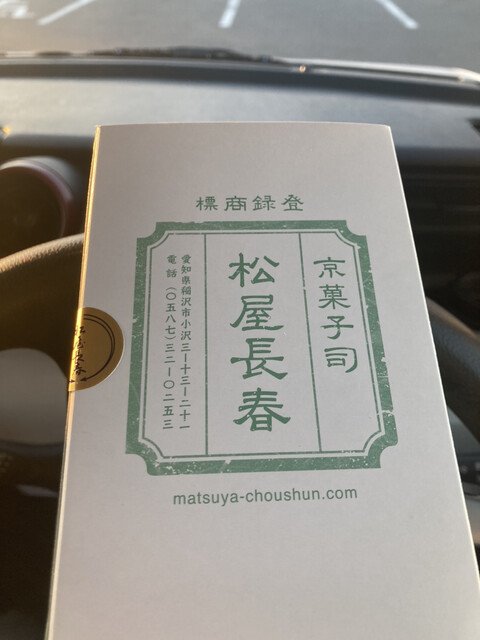 標商録登
京菓子司
松屋長春
愛知県稲沢市小沢三ー十三ー二十一
電話(〇五八七)三二ー〇二五三
matsuya-choushun.com